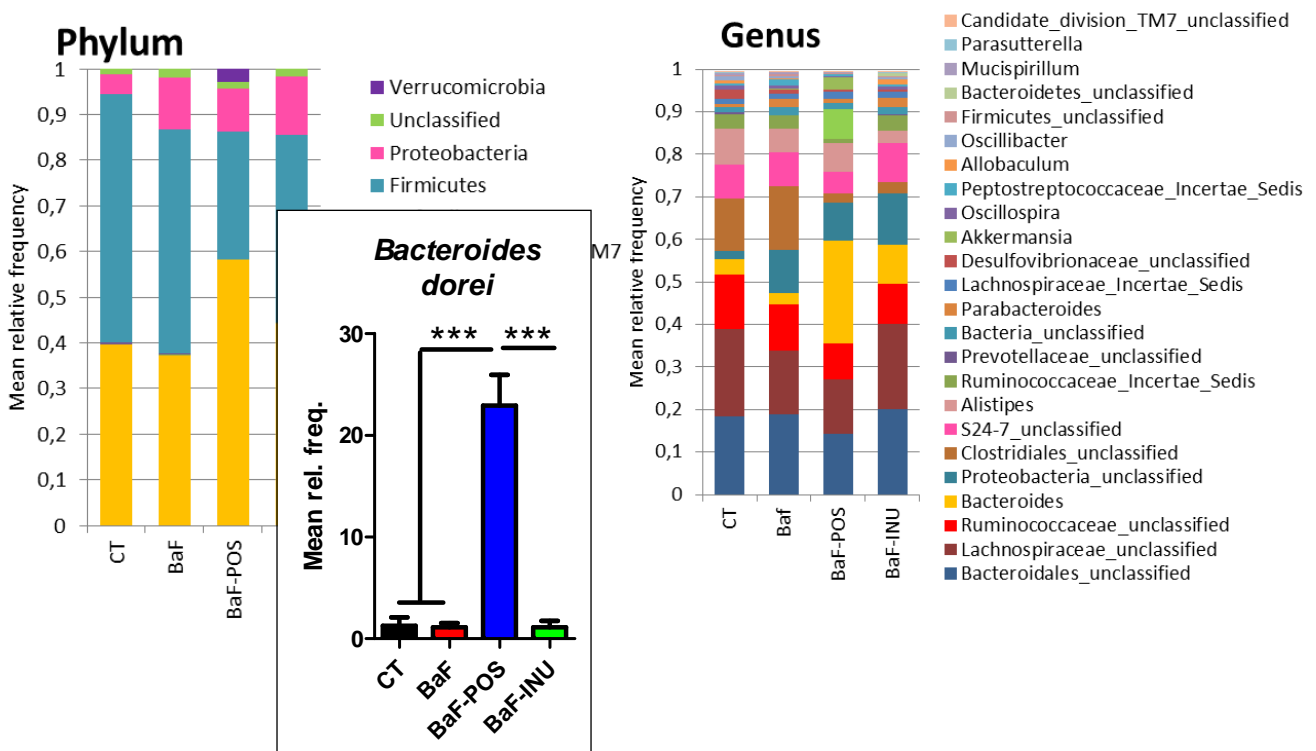 Phylum
Mean relative frequency
1
0,9
0,8
0,7
0,6
0,5
0,4
0,3
0,2
0,1
0
CT
BaF
BaF-POS
Verrucomicrobia
Unclassified
Proteobacteria
Firmicutes
M7
Bacteroides
dorei
Mean rel. freq.
30
20
10
0
*** ***
CT
BaF
BaF-POS
BaF-INU
Genus
Mean relative frequency
1
0,9
0,8
0,7
0,6
0,5
0,4
0,3
0,2
0,1
0
CT
Baf
BaF-POS
BaF-INU
Candidate_division_TM7_unclassified
Parasutterella
Mucispirillum
Bacteroidetes_unclassified
Firmicutes_unclassified
Oscillibacter
Allobaculum
Peptostreptococcaceae_Incertae_Sedis
Oscillospira
Akkermansia
Desulfovibrionaceae_unclassified
Lachnospiraceae_Incertae_Sedis
Parabacteroides
Bacteria_unclassified
Prevotellaceae_unclassified
Ruminococcaceae_Incertae_Sedis
Alistipes
S24-7_unclassified
Clostridiales_unclassified
Proteobacteria_unclassified
Bacteroides
Ruminococcaceae_unclassified
Lachnospiraceae_unclassified
Bacteroidales_unclassified